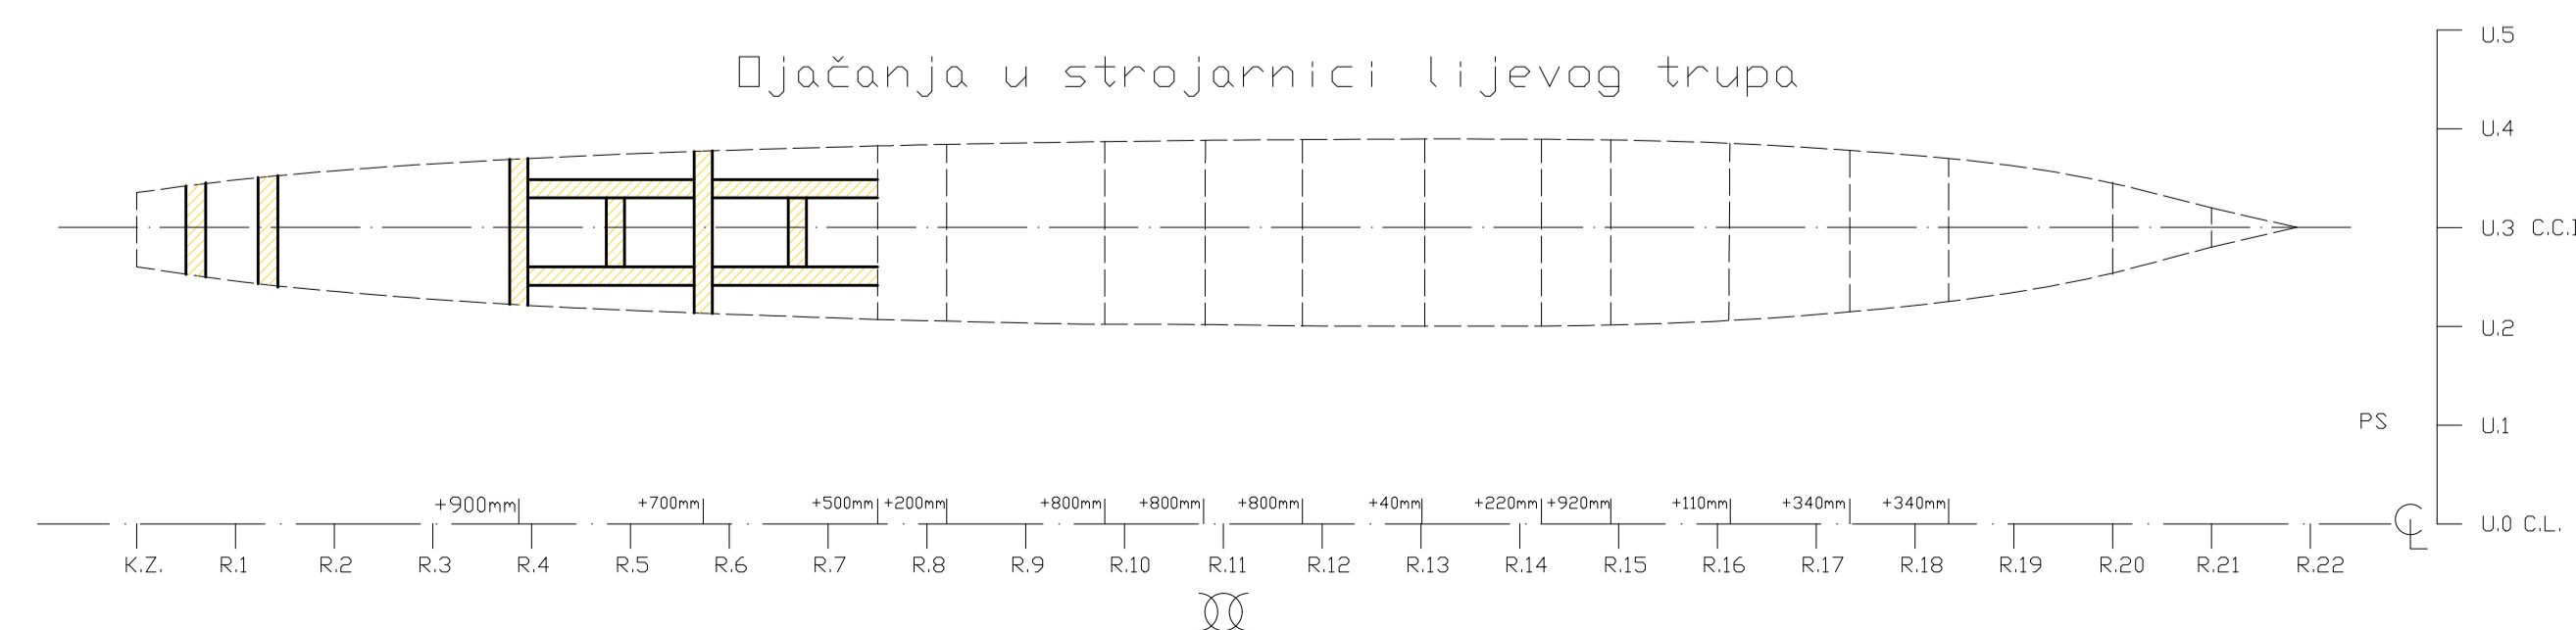 □jačanja u strojarnici lijevog trupa
U.5
U.4
U.3 C.C.
U.2
U.1
PS
U.0 C.L.
+900mm +700mm +500mm +200mm +800mm +800mm +800mm +40mm +220mm +920mm +110mm +340mm +340mm
K.Z. R.1 R.2 R.3 R.4 R.5 R.6 R.7 R.8 R.9 R.10 R.11 R.12 R.13 R.14 R.15 R.16 R.17 R.18 R.19 R.20 R.21 R.22